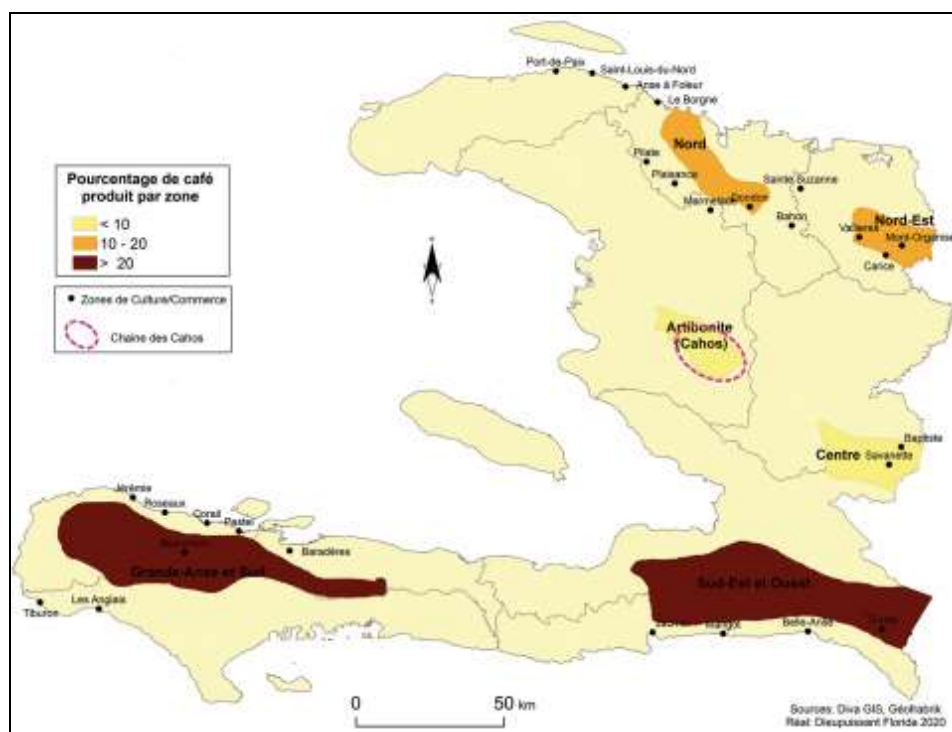 Port-de-Paix
Saint-Louis-du-Nord
Anse à Foleur
Le Borgne
Nord
Pilate
Plaisance
Sainte-Suzanne
Marmelade
Dondon
Bahon
Nord-Est
Vallières
Mont-Organisé
Carice
Pourcentage de café
produit par zone
< 10
10 - 20
> 20
Zones de Culture/Commerce
Chaine des Cahos
Artibonite
(Cahos)
Baptiste
Centre
Savanette
Jérémie
Roseaux
Corail
Pestel
Baradères
Grande-Anse et Sud
Sud-Est et Ouest
Tiburon
Les Anglais
Jacmel
Marigot
Belle-Anse
0
50 km
Sources: Diva GIS, Géofrabrik
Réal: Dieupuissant Florida 2020